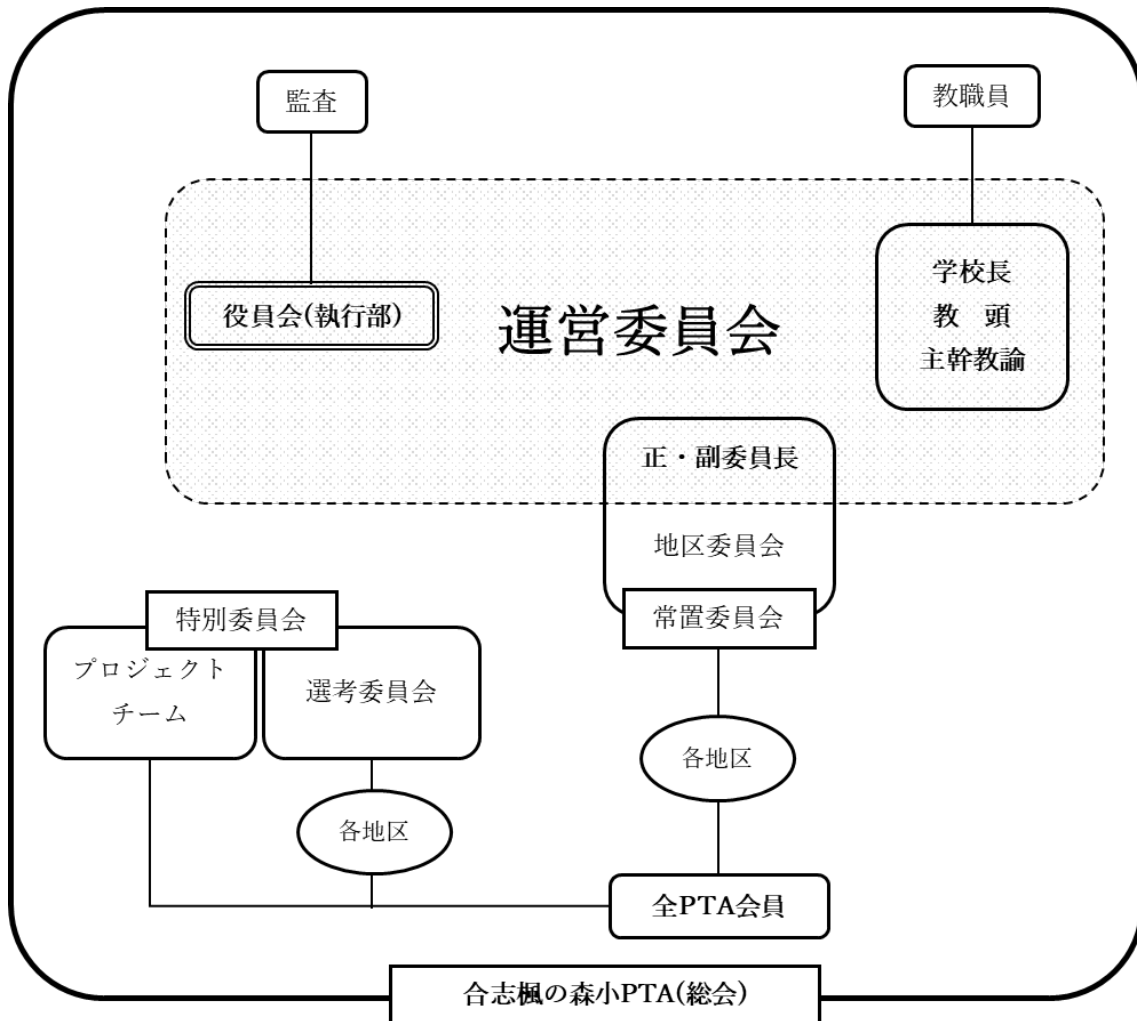 監査
教職員
役員会(執行部)
運営委員会
学校長
教　頭
主幹教諭
正・副委員長
地区委員会
常置委員会
特別委員会
プロジェクト
チーム
選考委員会
各地区
各地区
全PTA会員
合志楓の森小PTA(総会)